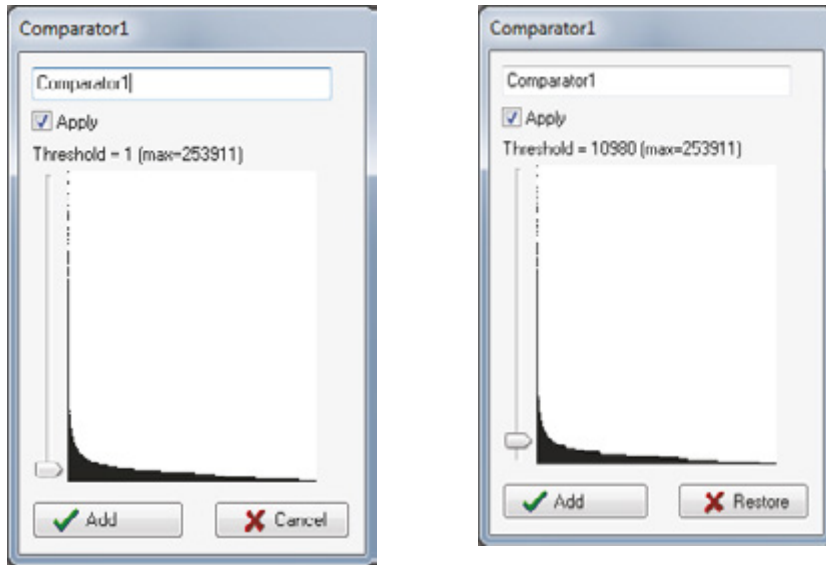 Comparator1
Comparator1
Apply
Threshold = 1 (max=253911)
Add
Cancel
Comparator1
Comparator1
Apply
Threshold = 10980 (max=253911)
Add
Restore